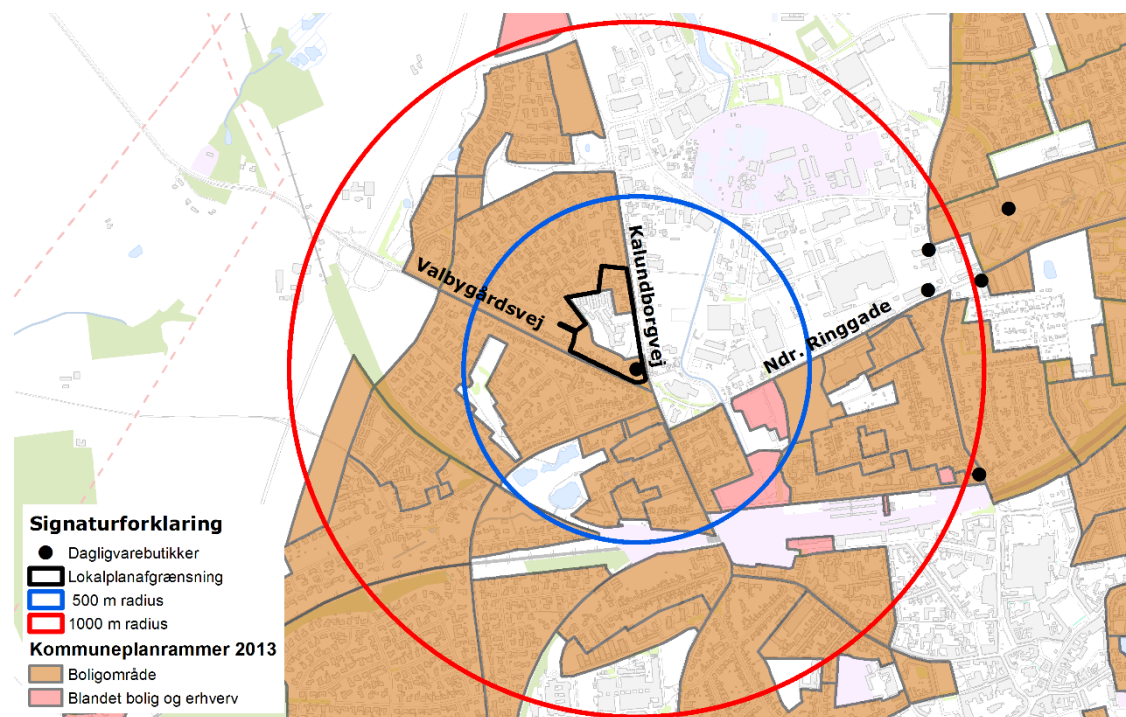 Kalundborgvej
Valbygårdsvej
Ndr. Ringgade
Signaturforklaring
Dagligvarebutikker
Lokalplanafgrænsning
500 m radius
1000 m radius
Kommuneplanrammer 2013
Boligområde
Blandet bolig og erhverv